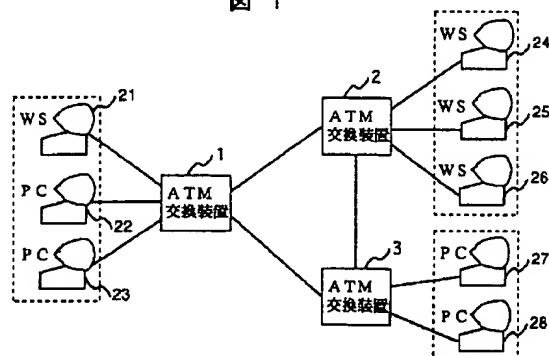 図 1
WS 21
PC 22
PC 23
1
ATM
交換装置
2
ATM
交換装置
3
ATM
交換装置
WS 24
WS 25
WS 26
PC 27
PC 28